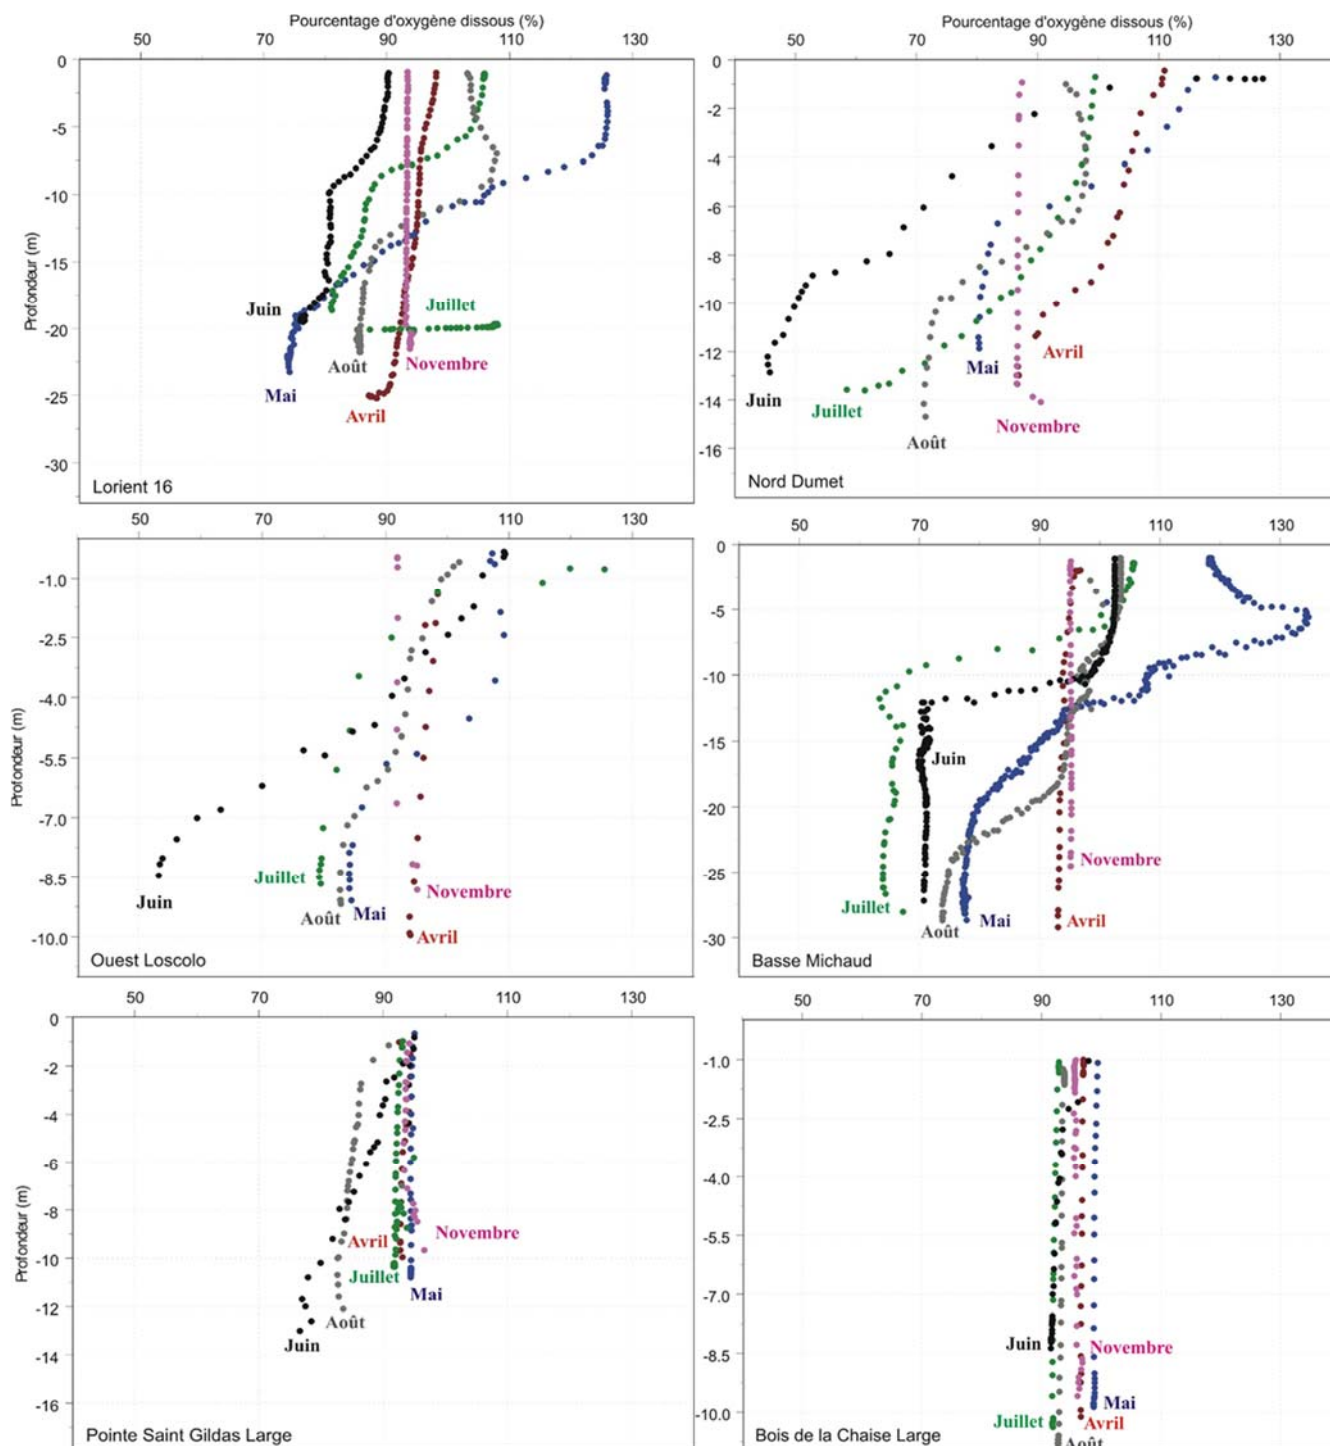 Pourcentage d'oxygène dissous (%)
50 70 90 110 130
Profondeur (m)
0
-5
-10
-15
-20
-25
-30
Juin
Juillet
Août
Novembre
Mai
Avril
Lorient 16
Pourcentage d'oxygène dissous (%)
50 70 90 110 130
0
-2
-4
-6
-8
-10
-12
-14
-16
Mai
Avril
Juin
Juillet
Novembre
Août
Nord Dumet
50 70 90 110 130
Profondeur (m)
-1.0
-2.5
-4.0
-5.5
-7.0
-8.5
-10.0
Juillet
Juin
Novembre
Août
Mai
Avril
Ouest Loscolo
50 70 90 110 130
0
-5
-10
-15
-20
-25
-30
Juin
Novembre
Juillet
Août
Mai
Avril
Basse Michaud
50 70 90 110 130
Profondeur (m)
0
-2
-4
-6
-8
-10
-12
-14
-16
Novembre
Avril
Juillet
Mai
Août
Juin
Pointe Saint Gildas Large
50 70 90 110 130
-1.0
-2.5
-4.0
-5.5
-7.0
-8.5
-10.0
Juin
Novembre
Mai
Juillet
Avril
Août
Bois de la Chaise Large